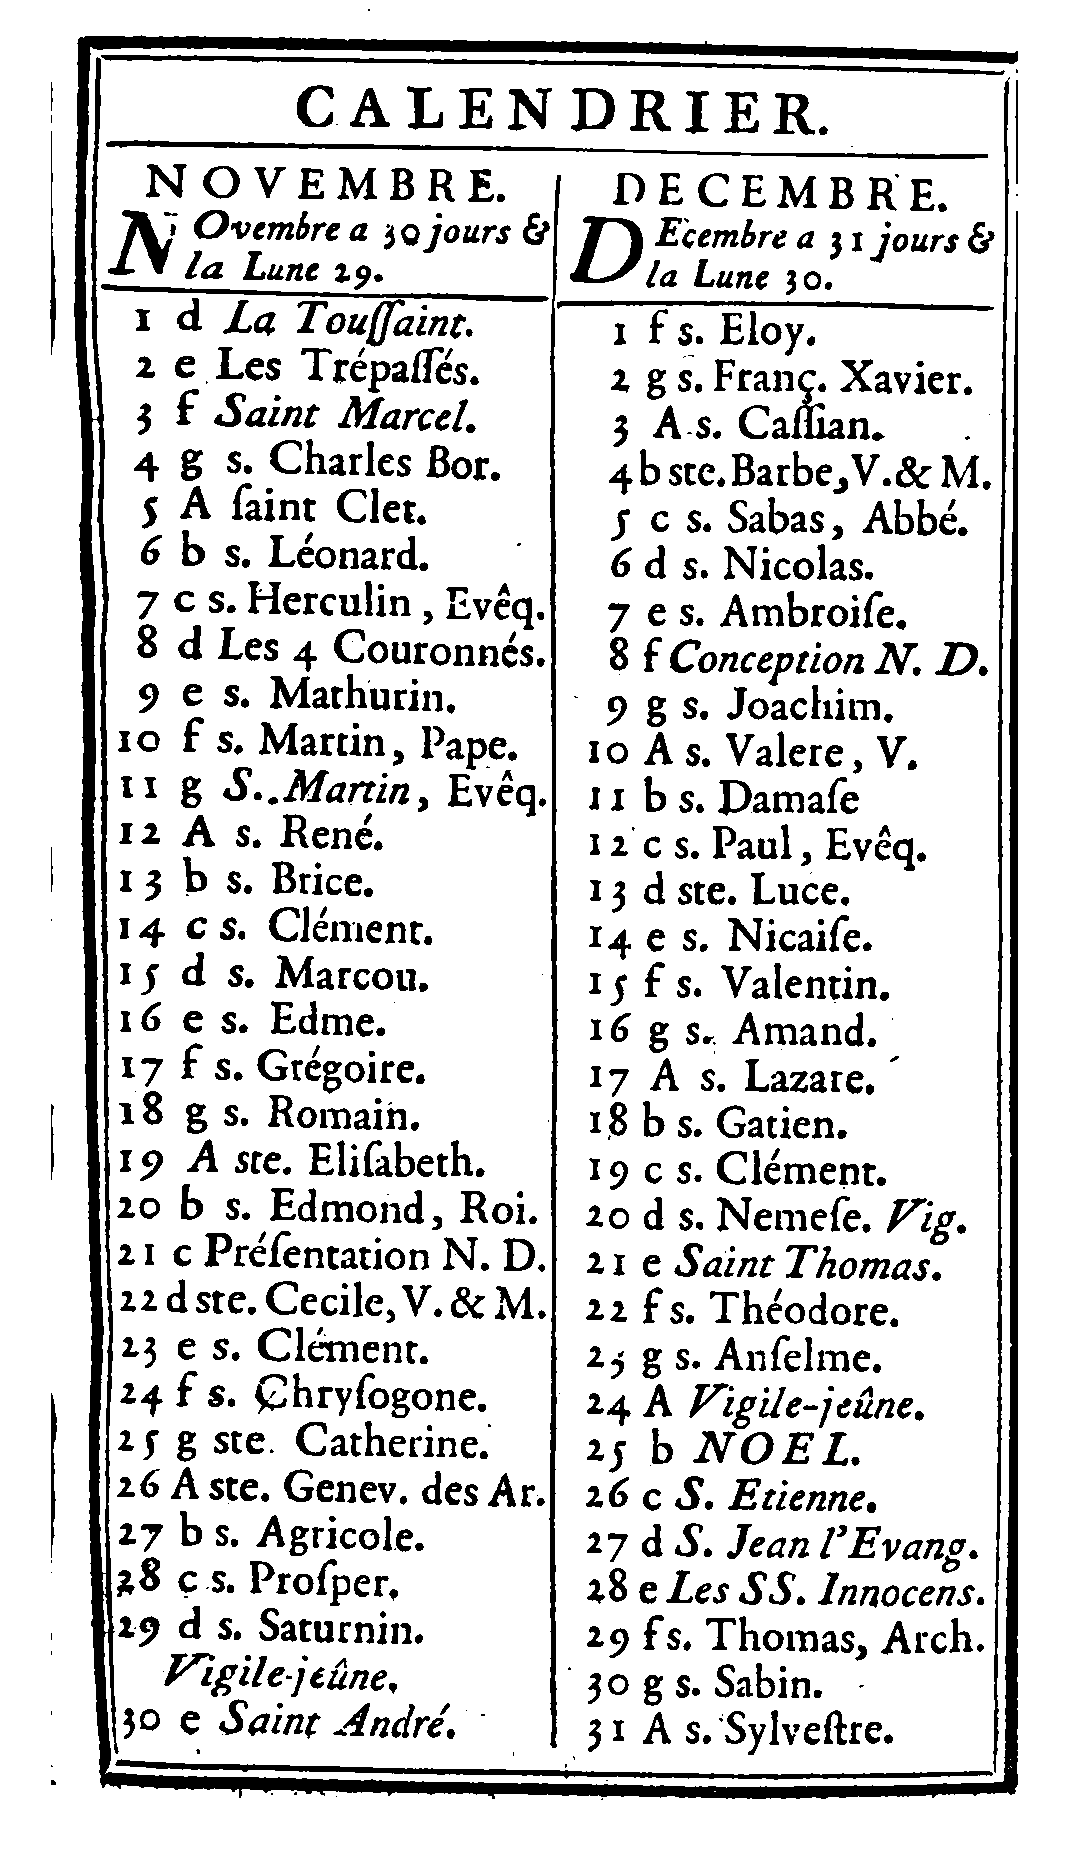 CALENDRIER.
NOVEMBRE.
NOvembre a 30 jours &
la Lune 29.
1 d La Touſſaint.
2 e Les Trépaſſés.
3 f Saint Marcel.
4 g s. Charles Bor.
5 A ſaint Clet.
6 b s. Léonard.
7 c s. Herculin, Evêq.
8 d Les 4 Couronnés.
9 e s. Mathurin.
10 f s. Martin, Pape.
11 g S. Martin, Evêq.
12 A s. René.
13 b s. Brice.
14 c s. Clément.
15 d s. Marcou.
16 e s. Edme.
17 f s. Grégoire.
18 g s. Romain.
19 A ste. Eliſabeth.
20 b s. Edmond, Roi.
21 c Préſentation N. D.
22 d ste. Cecile, V. & M.
23 e s. Clément.
24 f s. Chryſogone.
25 g ste. Catherine.
26 A ste. Genev. des Ar.
27 b s. Agricole.
28 c s. Proſper.
29 d s. Saturnin.
Vigile-jeûne.
30 e Saint André.
DECEMBRE.
DEcembre a 31 jours &
la Lune 30.
1 f s. Eloy.
2 g s. Franç. Xavier.
3 A s. Caſſian.
4 b ste. Barbe, V. & M.
5 c s. Sabas, Abbé.
6 d s. Nicolas.
7 e s. Ambroiſe.
8 f Conception N. D.
9 g s. Joachim.
10 A s. Valere, V.
11 b s. Damaſe
12 c s. Paul, Evêq.
13 d ste. Luce.
14 e s. Nicaiſe.
15 f s. Valentin.
16 g s. Amand.
17 A s. Lazare.
18 b s. Gatien.
19 c s. Clément.
20 d s. Nemeſe. Vig.
21 e Saint Thomas.
22 f s. Théodore.
23 g s. Anſelme.
24 A Vigile-jeûne.
25 b NOEL.
26 c S. Etienne.
27 d S. Jean l'Evang.
28 e Les SS. Innocens.
29 f s. Thomas, Arch.
30 g s. Sabin.
31 A s. Sylveſtre.